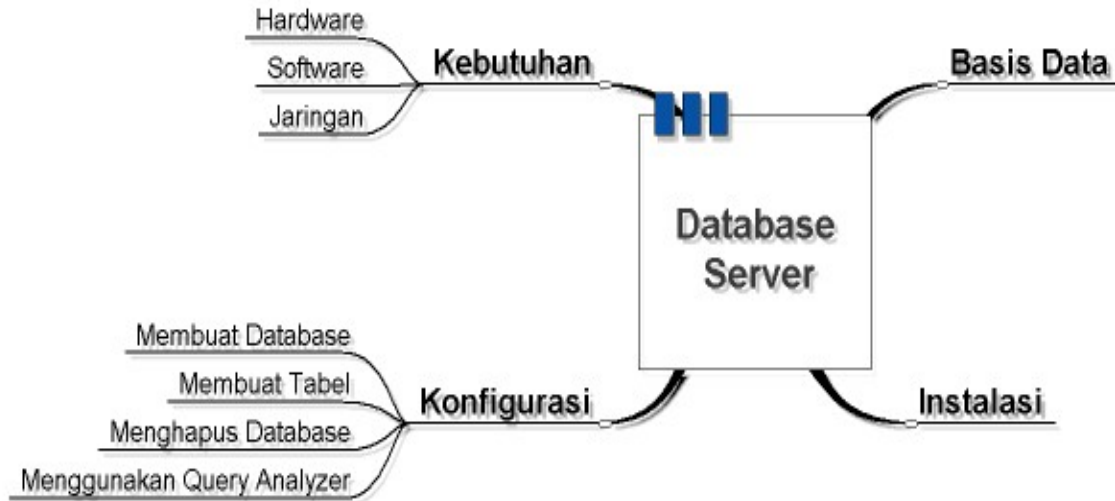 Hardware
Software
Jaringan
Kebutuhan
Basis Data
Database
Server
Membuat Database
Membuat Tabel
Menghapus Database
Menggunakan Query Analyzer
Konfigurasi
Instalasi